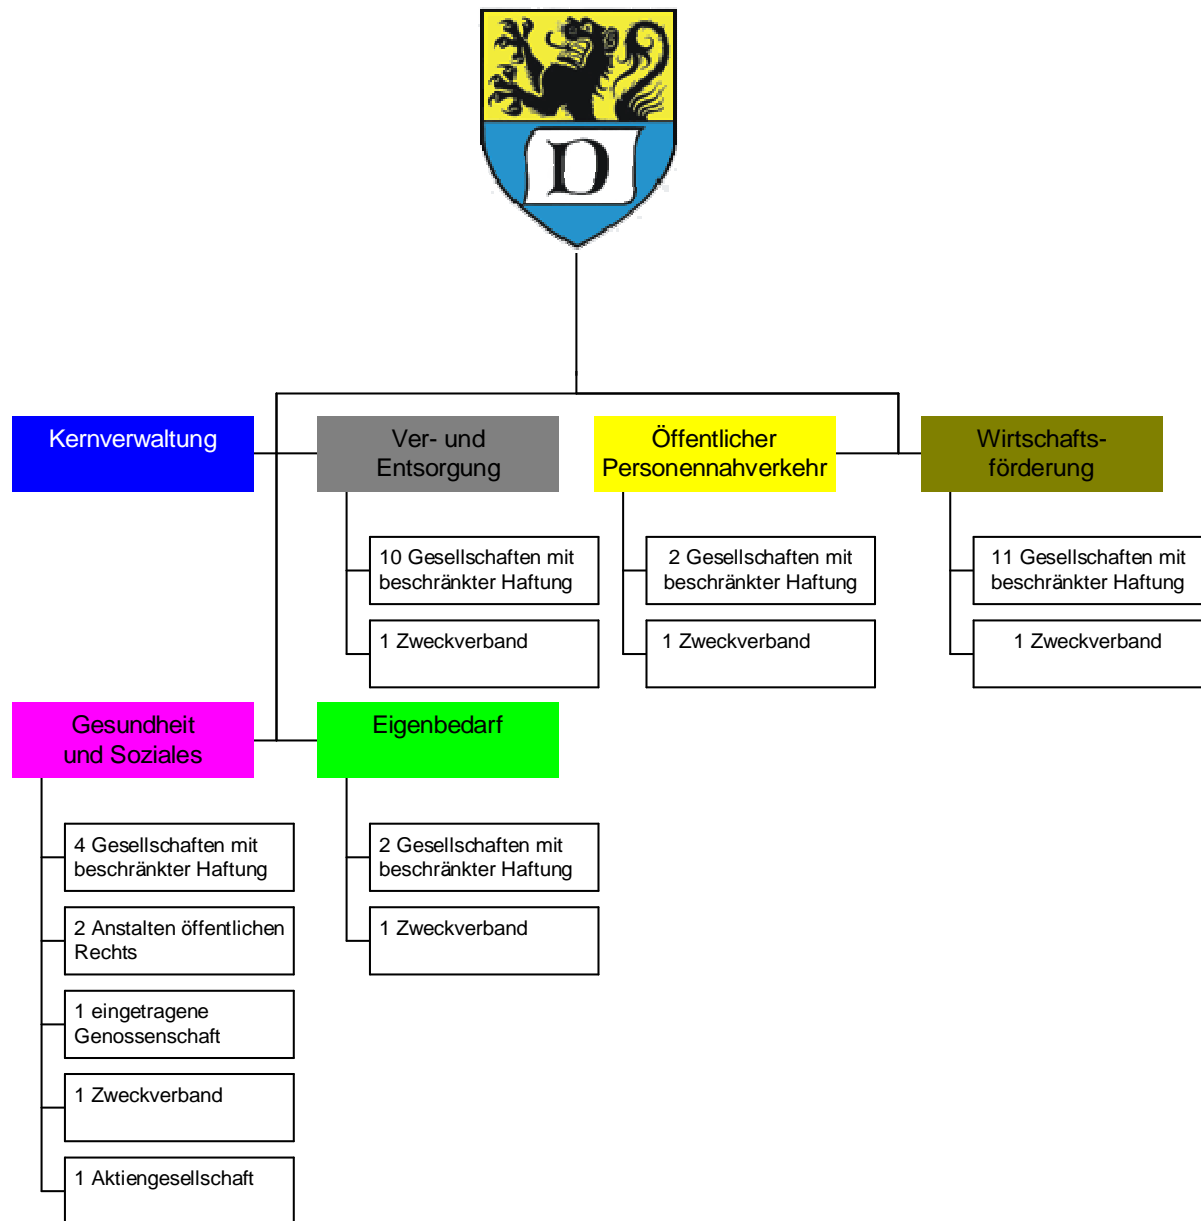 D
Kernverwaltung
Ver- und
Entsorgung
Öffentlicher
Personennahverkehr
Wirtschafts-
förderung
10 Gesellschaften mit
beschränkter Haftung
1 Zweckverband
2 Gesellschaften mit
beschränkter Haftung
1 Zweckverband
11 Gesellschaften mit
beschränkter Haftung
1 Zweckverband
Gesundheit
und Soziales
Eigenbedarf
4 Gesellschaften mit
beschränkter Haftung
2 Anstalten öffentlichen
Rechts
1 eingetragene
Genossenschaft
1 Zweckverband
1 Aktiengesellschaft
2 Gesellschaften mit
beschränkter Haftung
1 Zweckverband